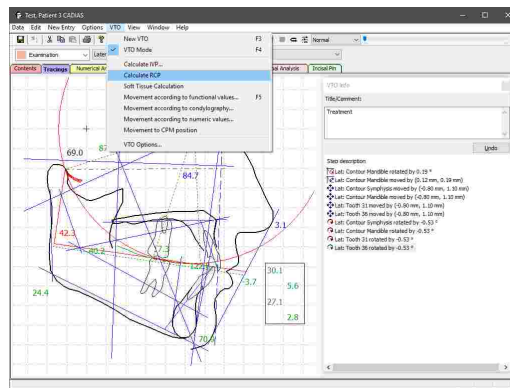 Test, Patient 3 CADIAS
Data Edit New Entry Options VTO View Window Help
Normal
Examination
Contents Tracings Numerical An
al Analysis Incisal Pin
New VTO F3
VTO Mode F4
Calculate IVP...
Calculate RCP
Soft Tissue Calculation
Movement according to functional values... F5
Movement according to condylography...
Movement according to numeric values...
Movement to CPM position
VTO Options...
VTO Info
Title/Comment:
Treatment
Undo
Step description
Lat: Contour Mandible rotated by 0.19 °
Lat: Contour Mandible moved by (0.12 mm, 0.19 mm)
Lat: Contour Symphysis moved by (-0.80 mm, 1.10 mm)
Lat: Contour Mandible moved by (-0.80 mm, 1.10 mm)
Lat: Tooth 31 moved by (-0.80 mm, 1.10 mm)
Lat: Tooth 36 moved by (-0.80 mm, 1.10 mm)
Lat: Contour Symphysis rotated by -0.53 °
Lat: Contour Mandible rotated by -0.53 °
Lat: Tooth 31 rotated by -0.53 °
Lat: Tooth 36 rotated by -0.53 °
69.0
84.7
3.1
42.3
40.2
-3.7
24.4
30.1
5.6
27.1
2.8